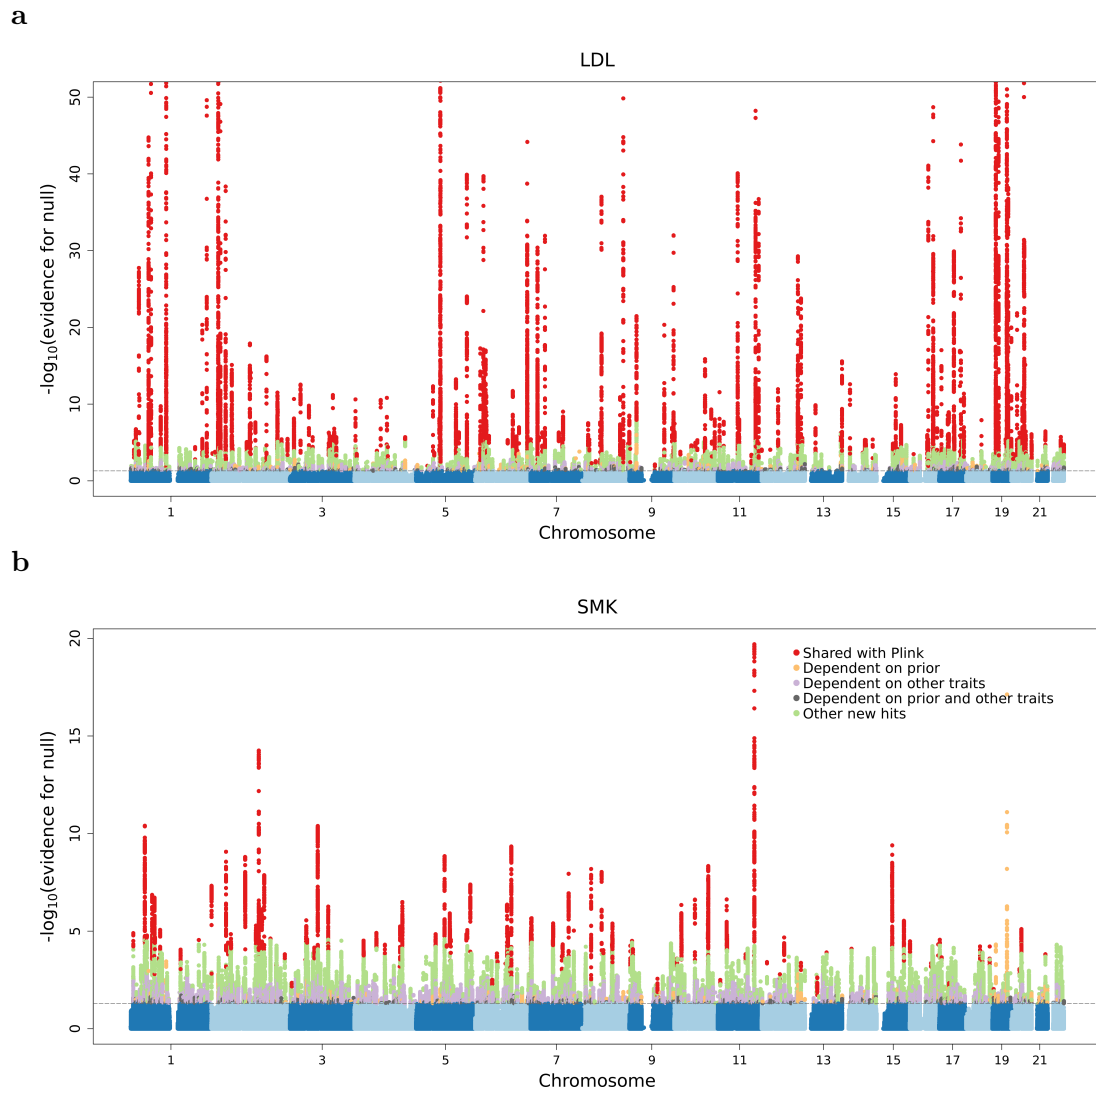 a
LDL
-log10(evidence for null)
50
40
30
20
10
0
1 3 5 7 9 11 13 15 17 19 21
Chromosome
b
SMK
-log10(evidence for null)
20
15
10
5
0
Shared with Plink
Dependent on prior
Dependent on other traits
Dependent on prior and other traits
Other new hits
1 3 5 7 9 11 13 15 17 19 21
Chromosome